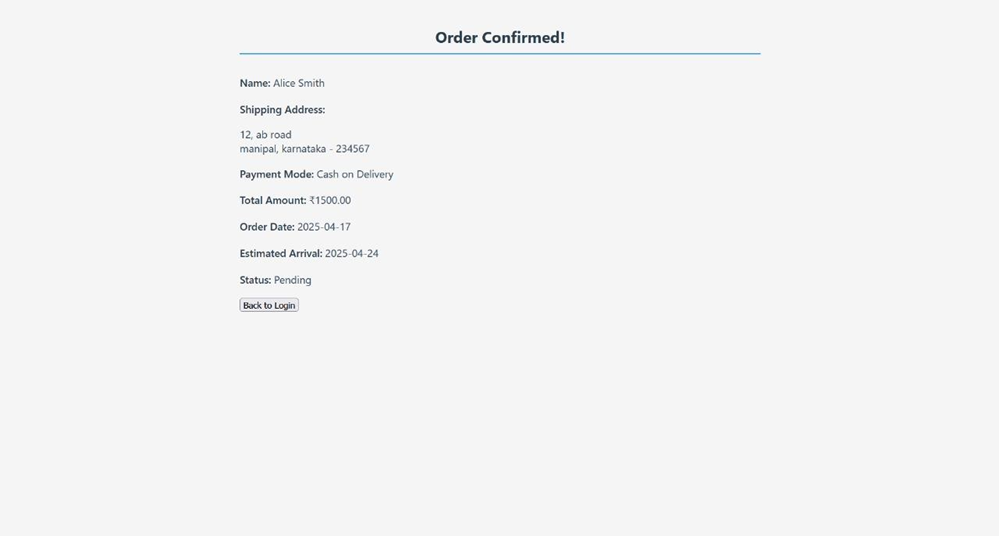 Order Confirmed!
Name: Alice Smith
Shipping Address:
12, ab road
manipal, karnataka - 234567
Payment Mode: Cash on Delivery
Total Amount: ₹1500.00
Order Date: 2025-04-17
Estimated Arrival: 2025-04-24
Status: Pending
Back to Login